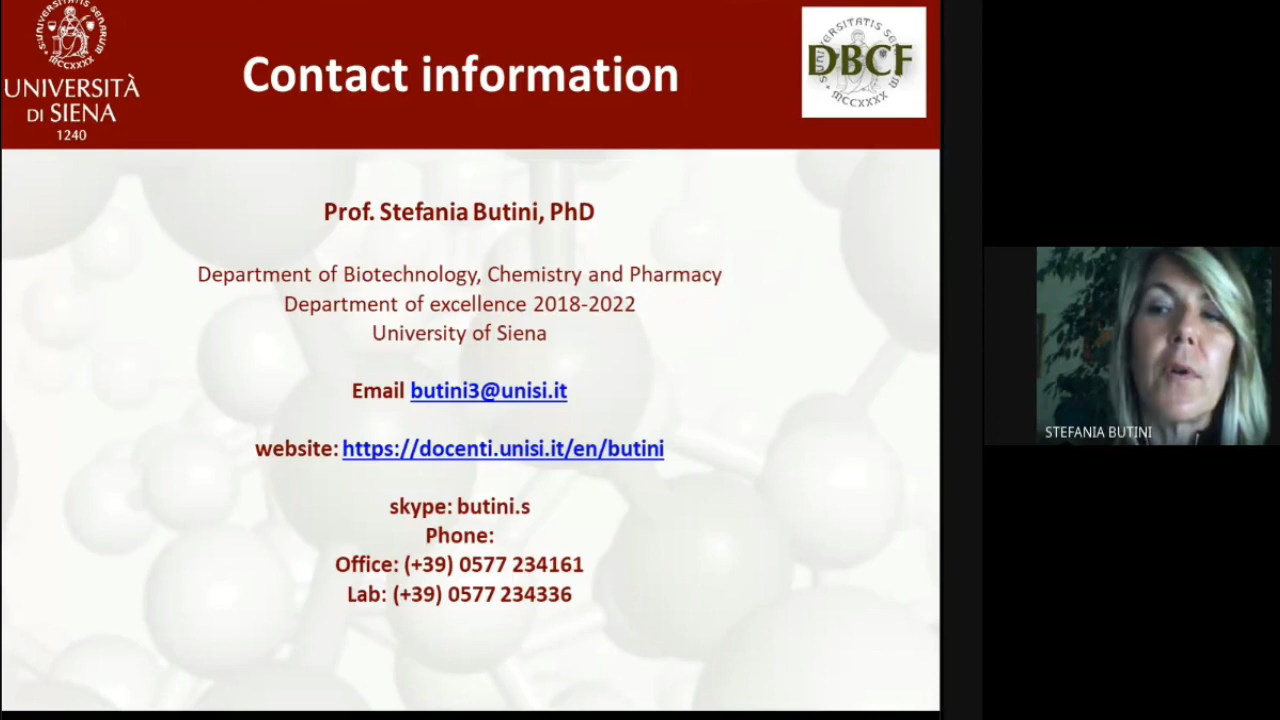 UNIVERSITÀ
DI SIENA
1240
Contact information
DBCF
MCCXXXX
Prof. Stefania Butini, PhD
Department of Biotechnology, Chemistry and Pharmacy
Department of excellence 2018-2022
University of Siena
Email butini3@unisi.it
website: https://docenti.unisi.it/en/butini
skype: butini.s
Phone:
Office: (+39) 0577 234161
Lab: (+39) 0577 234336
STEFANIA BUTINI